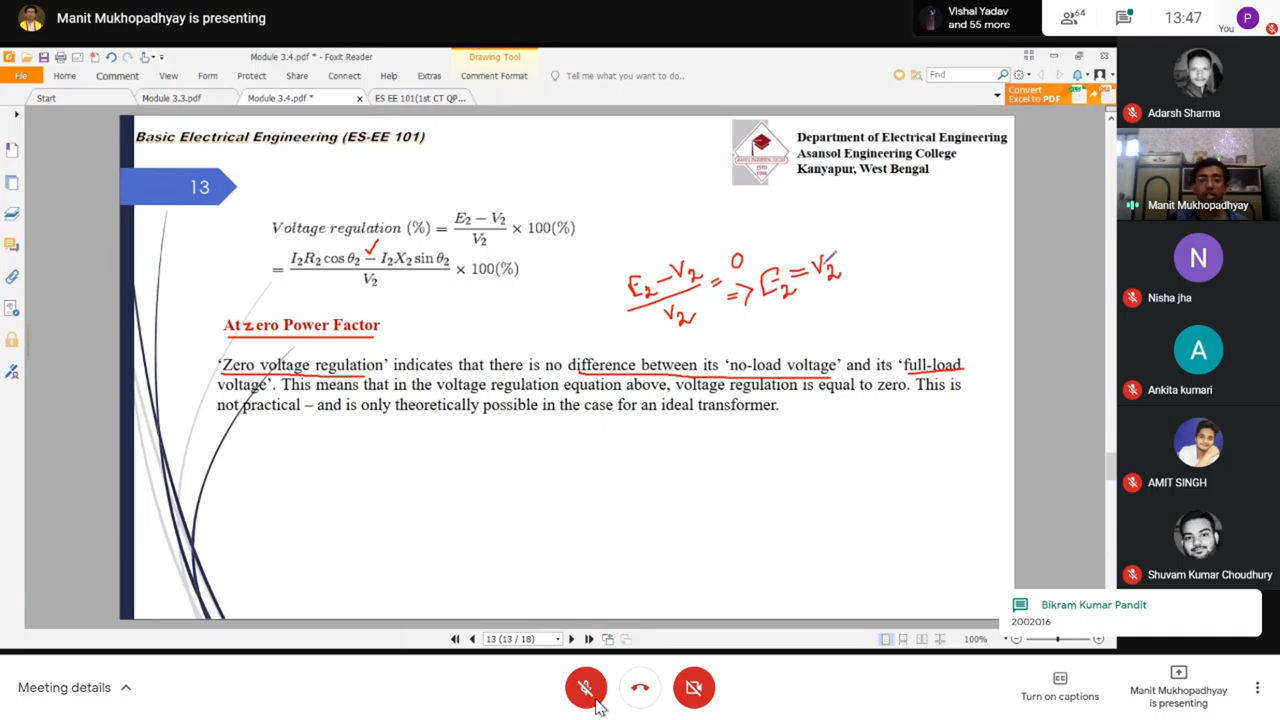 Manit Mukhopadhyay is presenting
Vishal Yadav
and 55 more
64
13:47
You
P
Module 3.4.pdf * - Foxit Reader
Drawing Tool
File
Home
Comment
View
Form
Protect
Share
Connect
Help
Extras
Comment Format
Tell me what you want to do..
Find
Start
Module 3.3.pdf
Module 3.4.pdf *
ES EE 101(1st CT QP...
Convert
Excel to PDF
Basic Electrical Engineering (ES-EE 101)
Department of Electrical Engineering
Asansol Engineering College
Kanyapur, West Bengal
13
Voltage regulation (%) = E₂ − V₂ / V₂ × 100(%)
= I₂R₂ cos θ₂ − I₂X₂ sin θ₂ / V₂ × 100(%)
E₂ − V₂ / V₂ = 0
=> E₂ = V₂
At zero Power Factor
‘Zero voltage regulation’ indicates that there is no difference between its ‘no-load voltage’ and its ‘full-load
voltage’. This means that in the voltage regulation equation above, voltage regulation is equal to zero. This is
not practical – and is only theoretically possible in the case for an ideal transformer.
13 (13 / 18)
100%
Adarsh Sharma
Manit Mukhopadhyay
N
Nisha jha
A
Ankita kumari
AMIT SINGH
Shuvam Kumar Choudhury
Bikram Kumar Pandit
2002016
Meeting details
Turn on captions
Manit Mukhopadhyay
is presenting